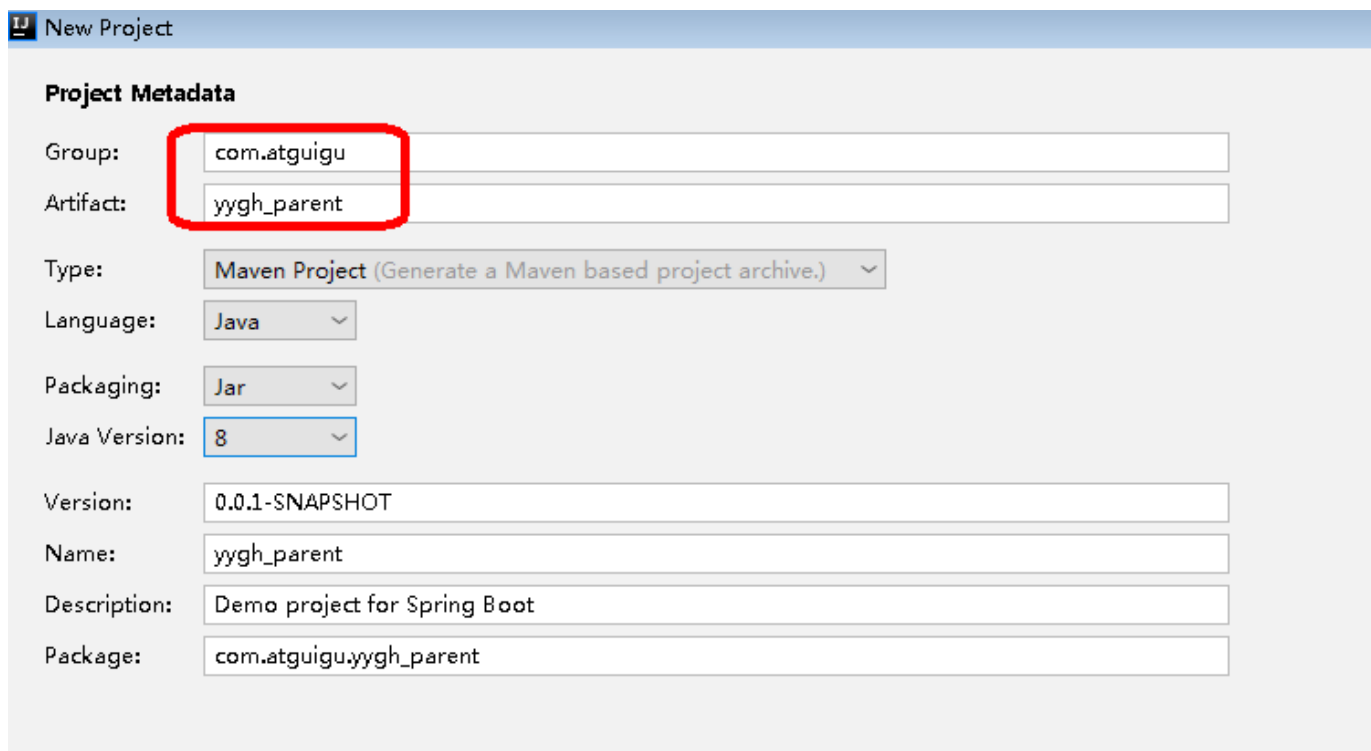 New Project
Project Metadata
Group: com.atguigu
Artifact: yygh_parent
Type: Maven Project (Generate a Maven based project archive.)
Language: Java
Packaging: Jar
Java Version: 8
Version: 0.0.1-SNAPSHOT
Name: yygh_parent
Description: Demo project for Spring Boot
Package: com.atguigu.yygh_parent